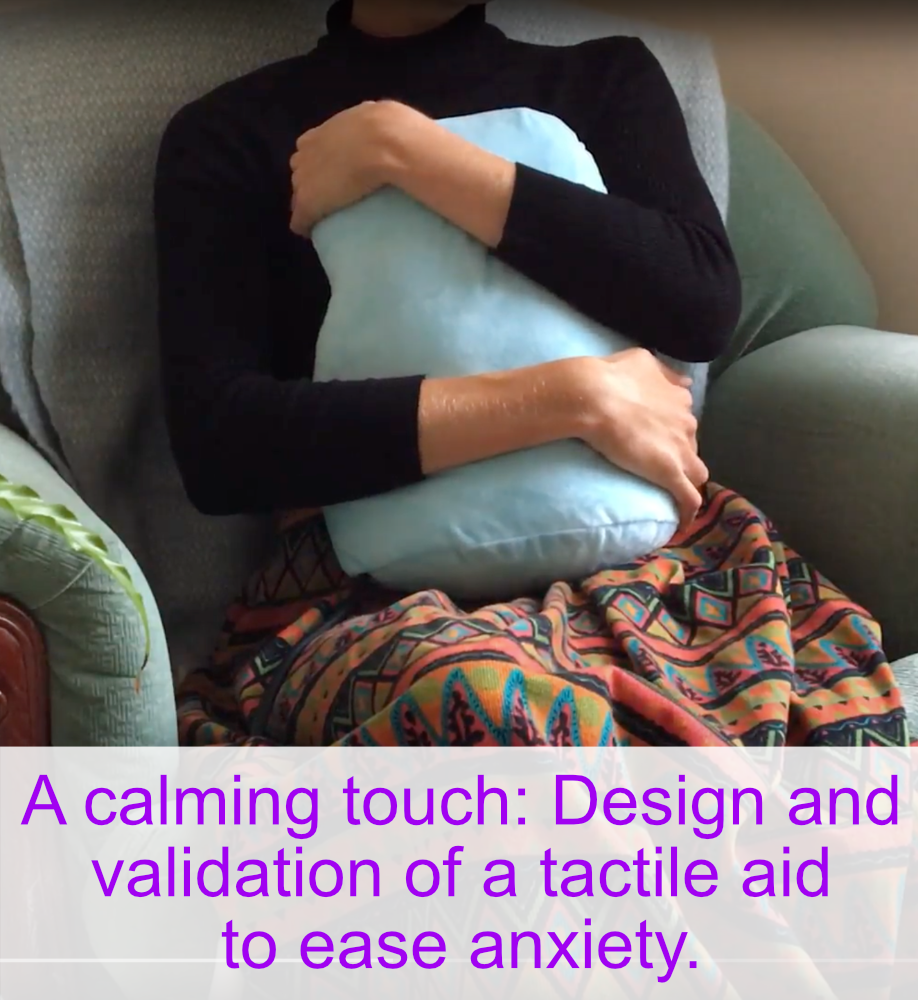 A calming touch: Design and
validation of a tactile aid
to ease anxiety.